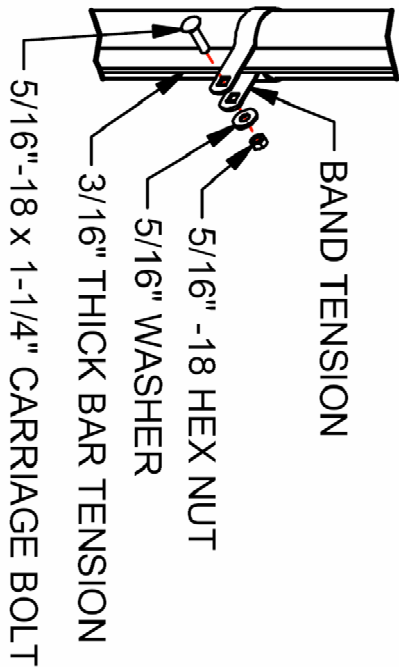 BAND TENSION
5/16" -18 HEX NUT
5/16" WASHER
3/16" THICK BAR TENSION
5/16"-18 x 1-1/4" CARRIAGE BOLT